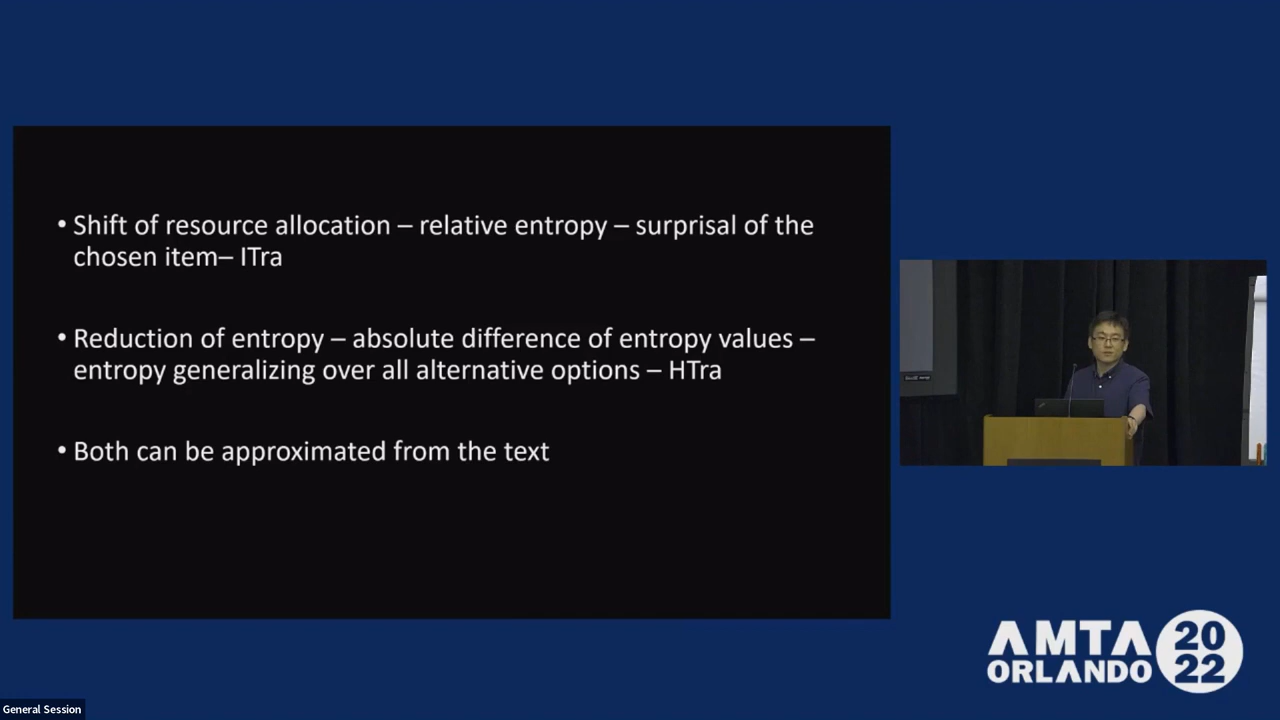 • Shift of resource allocation – relative entropy – surprisal of the
chosen item– ITra
• Reduction of entropy – absolute difference of entropy values –
entropy generalizing over all alternative options – HTra
• Both can be approximated from the text
AMTA
ORLANDO
20
22
General Session